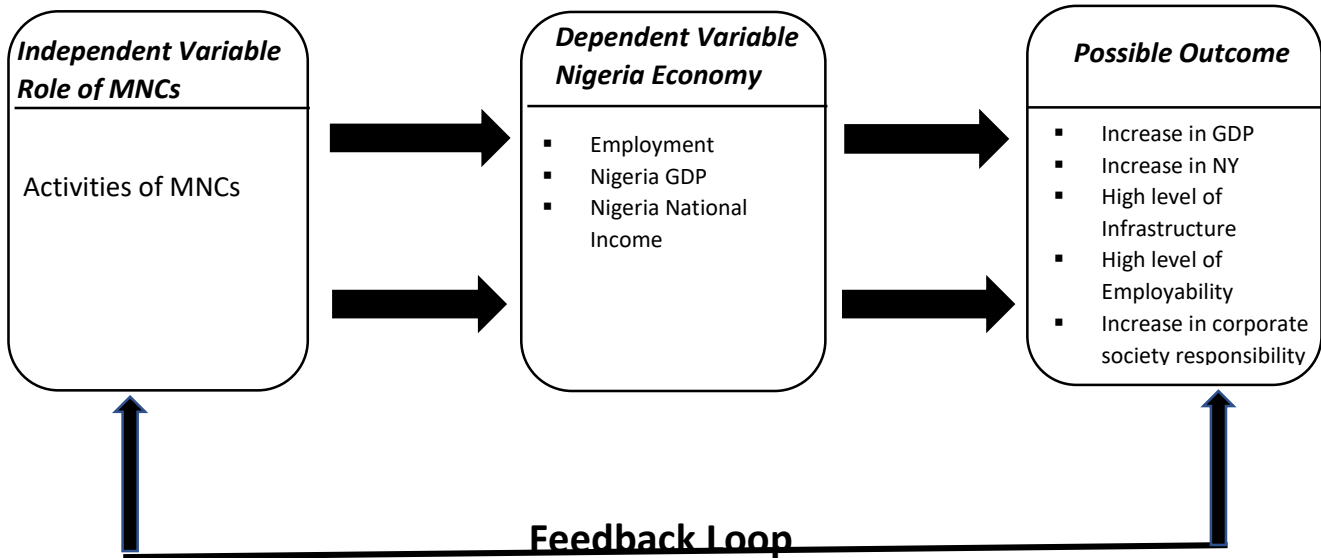 Independent Variable
Role of MNCs
Activities of MNCs
Dependent Variable
Nigeria Economy
▪ Employment
▪ Nigeria GDP
▪ Nigeria National
Income
Possible Outcome
▪ Increase in GDP
▪ Increase in NY
▪ High level of
Infrastructure
▪ High level of
Employability
▪ Increase in corporate
society responsibility
Feedback Loop